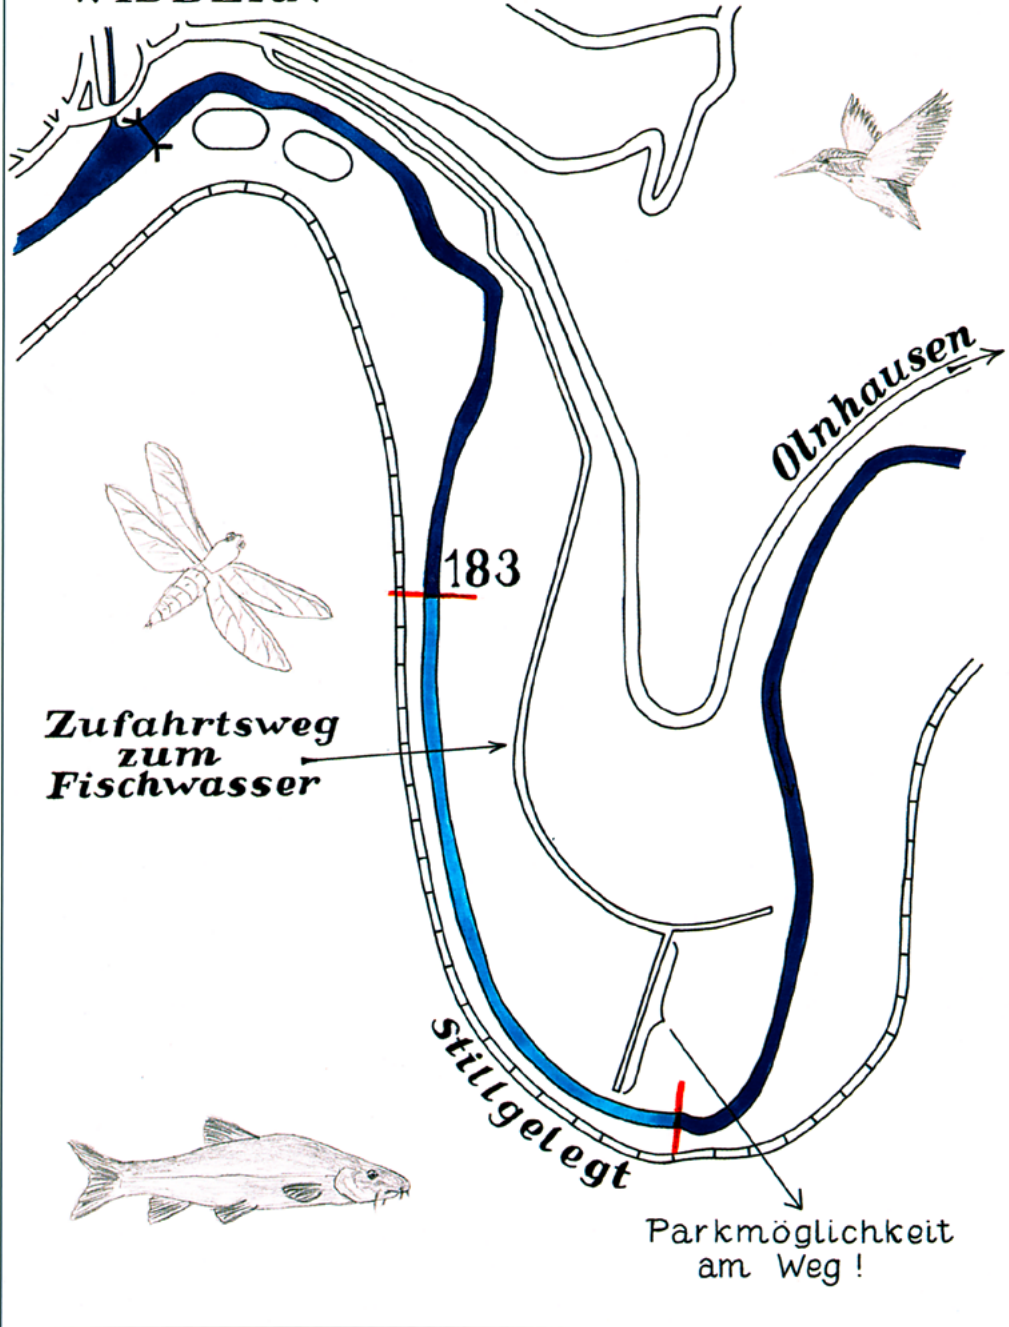 Olnhausen
183
Zufahrtsweg
zum
Fischwasser
Stillgelegt
Parkmöglichkeit
am Weg !